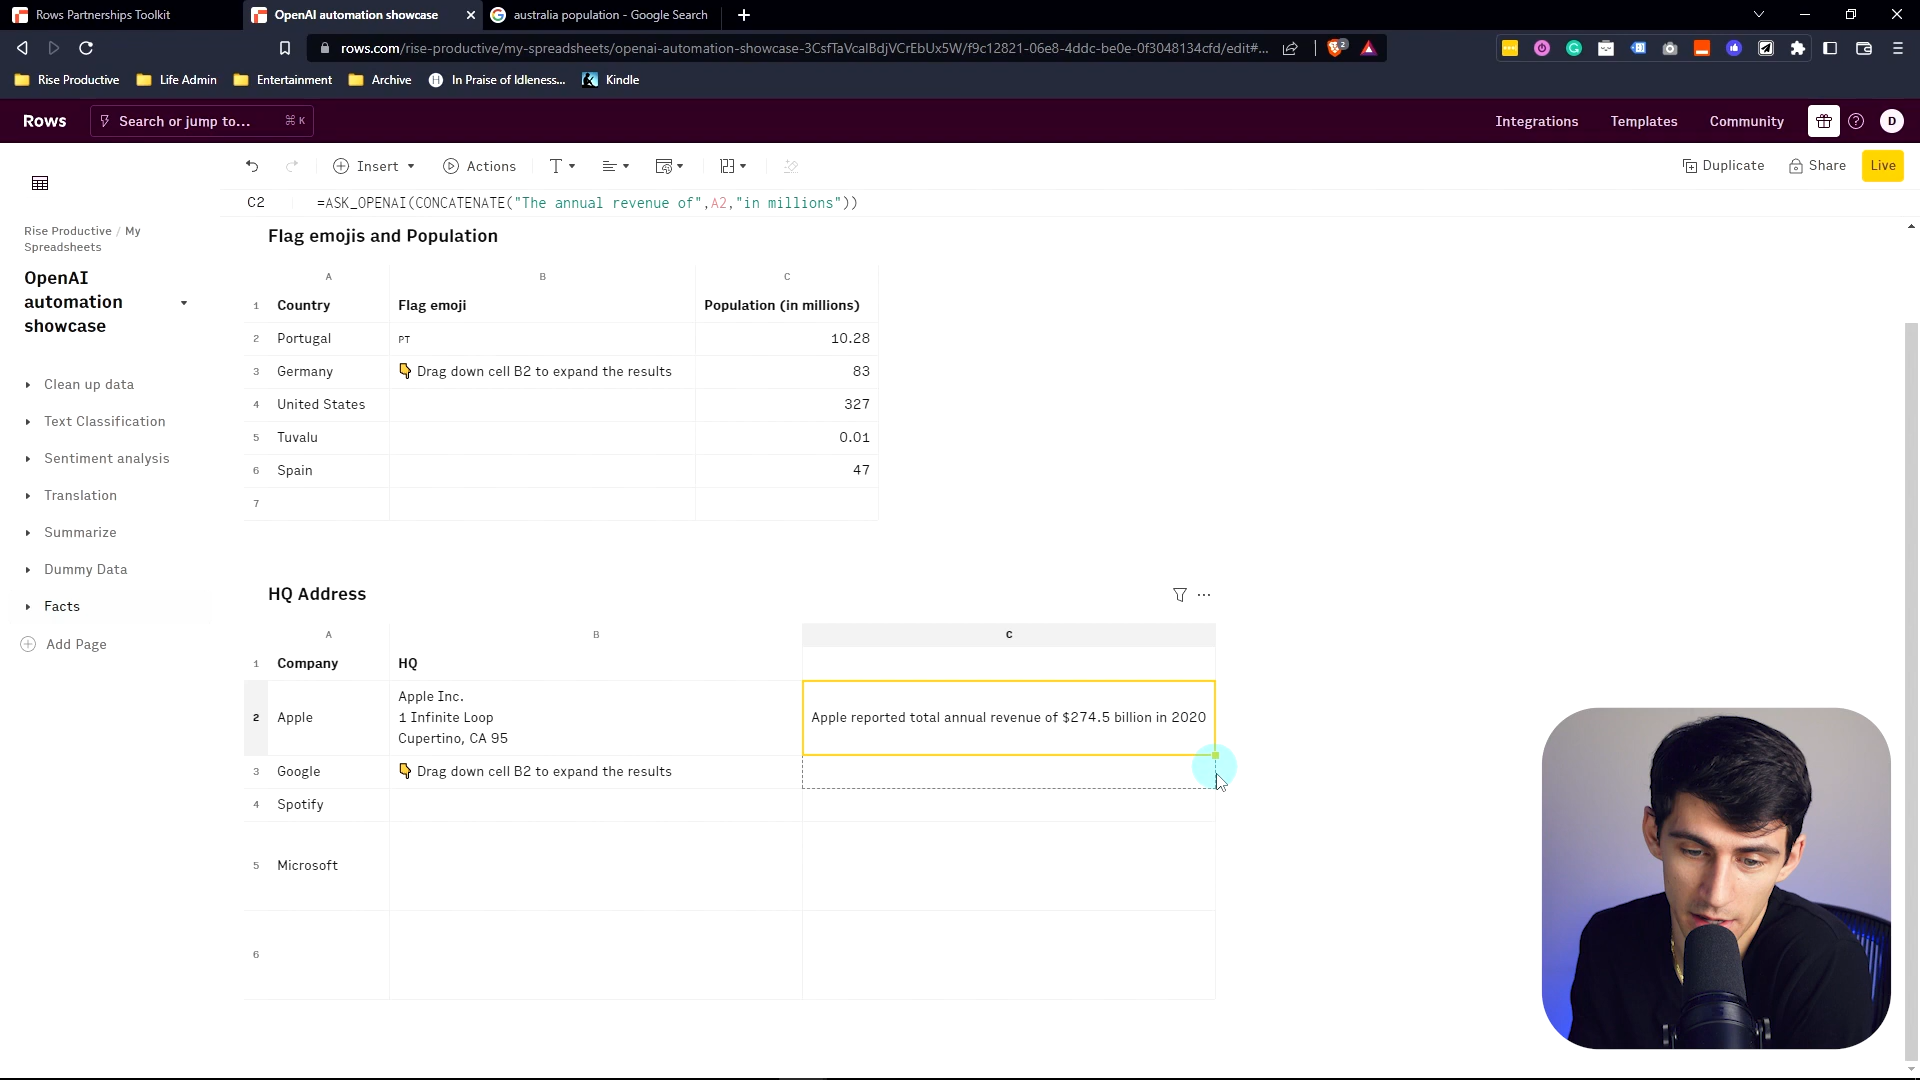 Rows Partnerships Toolkit
OpenAI automation showcase
australia population - Google Search
rows.com/rise-productive/my-spreadsheets/openai-automation-showcase-3CsfTaVcalBdjVCrEbUx5W/f9c12821-06e8-4ddc-be0e-0f3048134cfd/edit#...
2
Rise Productive
Life Admin
Entertainment
Archive
In Praise of Idleness...
Kindle
Rows
Search or jump to...
⌘ K
Integrations
Templates
Community
D
Insert
Actions
Duplicate
Share
Live
C2
=ASK_OPENAI(CONCATENATE("The annual revenue of",A2,"in millions"))
Rise Productive / My
Spreadsheets
OpenAI
automation
showcase
Clean up data
Text Classification
Sentiment analysis
Translation
Summarize
Dummy Data
Facts
Add Page
Flag emojis and Population
A B C
1 Country Flag emoji Population (in millions)
2 Portugal PT 10.28
3 Germany 👇 Drag down cell B2 to expand the results 83
4 United States 327
5 Tuvalu 0.01
6 Spain 47
7
HQ Address
A B C
1 Company HQ
Apple Inc.
2 Apple 1 Infinite Loop Apple reported total annual revenue of $274.5 billion in 2020
Cupertino, CA 95
3 Google 👇 Drag down cell B2 to expand the results
4 Spotify
5 Microsoft
6